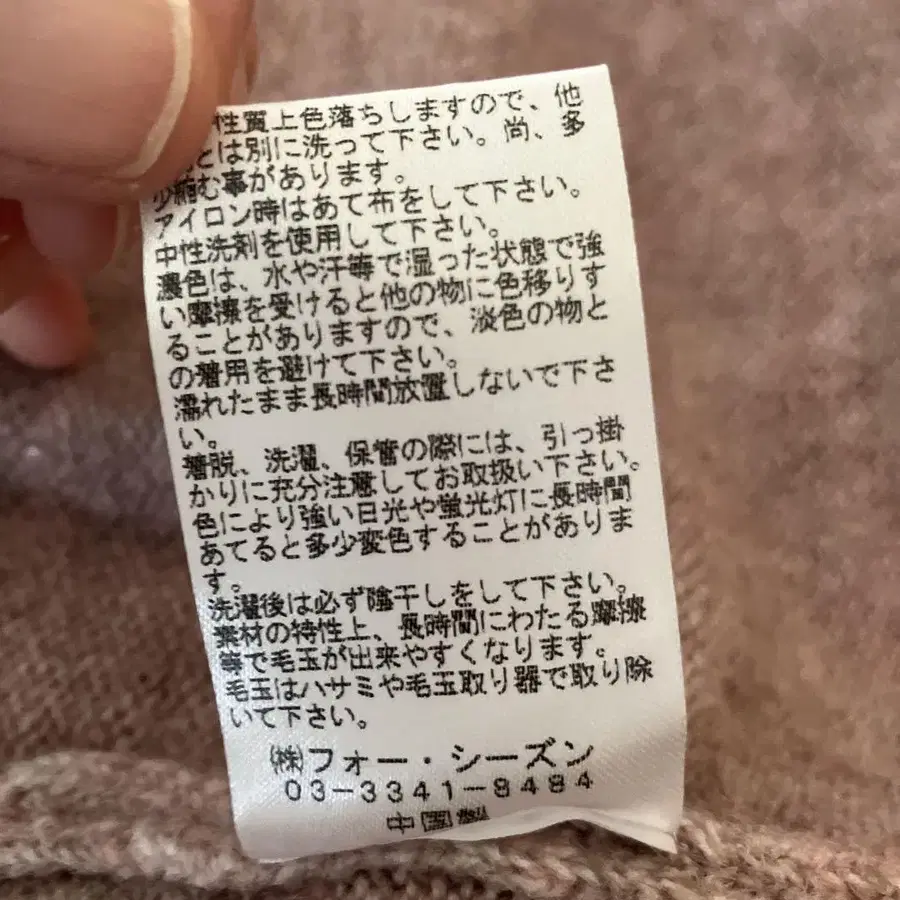 性質上色落ちしますので、他
とは別に洗って下さい。尚、多
少縮む事があります。
アイロン時はあて布をして下さい。
中性洗剤を使用して下さい。
濃色は、水や汗等で湿った状態で強
い摩擦を受けると他の物に色移りす
ることがありますので、淡色の物と
の着用を避けて下さい。
濡れたまま長時間放置しないで下さ
い。
着脱、洗濯、保管の際には、引っ掛
かりに充分注意してお取扱い下さい。
色により強い日光や蛍光灯に長時間
あてると多少変色することがありま
す。
洗濯後は必ず陰干しをして下さい。
素材の特性上、長時間にわたる摩擦
等で毛玉が出来やすくなります。
毛玉はハサミや毛玉取り器で取り除
いて下さい。
㈱フォー・シーズン
03-3341-8484
中国製